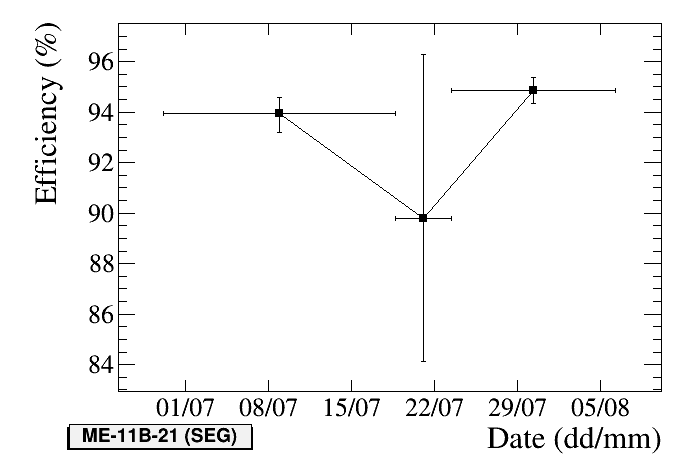 Efficiency (%)
96
94
92
90
88
86
84
01/07 08/07 15/07 22/07 29/07 05/08
ME-11B-21 (SEG)
Date (dd/mm)